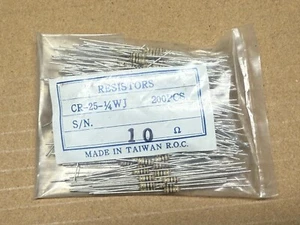 RESISTORS
CR-25-¼WJ 200PCS
S/N.
10 Ω
MADE IN TAIWAN R.O.C.